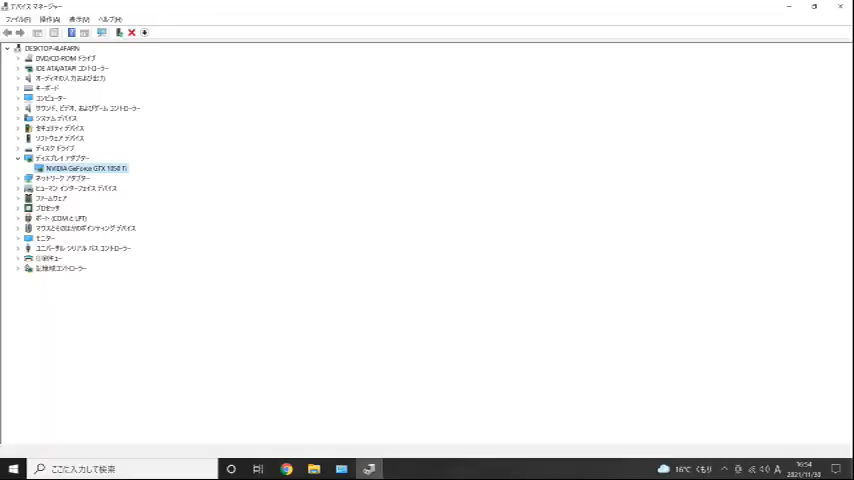 デバイス マネージャー
ファイル(F) 操作(A) 表示(V) ヘルプ(H)
DESKTOP-4L4FARN
DVD/CD-ROM ドライブ
IDE ATA/ATAPI コントローラー
オーディオの入力および出力
キーボード
コンピューター
サウンド、ビデオ、およびゲーム コントローラー
システム デバイス
セキュリティ デバイス
ソフトウェア デバイス
ディスク ドライブ
ディスプレイ アダプター
NVIDIA GeForce GTX 1050 Ti
ネットワーク アダプター
ヒューマン インターフェイス デバイス
ファームウェア
プロセッサ
ポート (COM と LPT)
マウスとそのほかのポインティング デバイス
モニター
ユニバーサル シリアル バス コントローラー
印刷キュー
記憶域コントローラー
ここに入力して検索
16°C くもり
A
16:54
2021/11/30